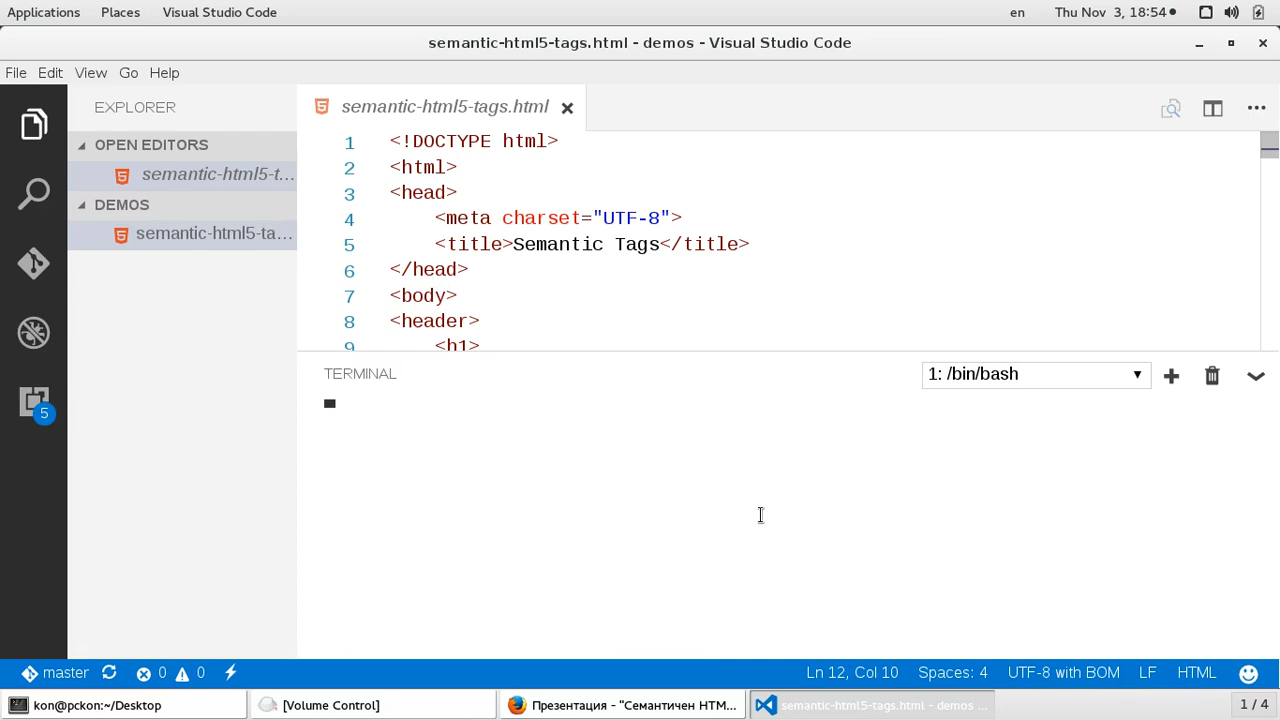 Applications Places Visual Studio Code en Thu Nov 3, 18:54
semantic-html5-tags.html - demos - Visual Studio Code
File Edit View Go Help
EXPLORER
OPEN EDITORS
semantic-html5-t...
DEMOS
semantic-html5-ta...
5
semantic-html5-tags.html
1 <!DOCTYPE html>
2 <html>
3 <head>
4 <meta charset="UTF-8">
5 <title>Semantic Tags</title>
6 </head>
7 <body>
8 <header>
9 <h1>
TERMINAL 1: /bin/bash
master 0 0 Ln 12, Col 10 Spaces: 4 UTF-8 with BOM LF HTML
kon@pckon:~/Desktop [Volume Control] Презентация - "Семантичен HTM... semantic-html5-tags.html - demos ... 1 / 4